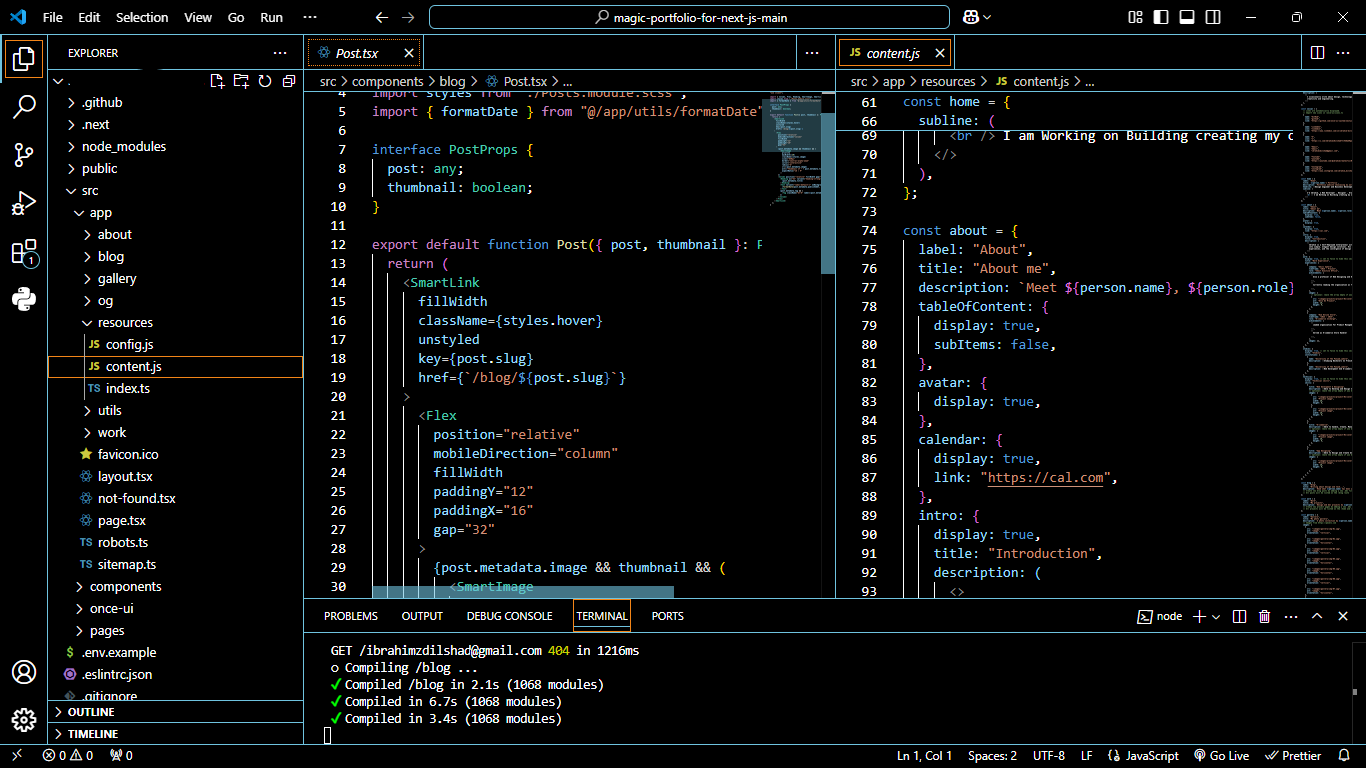 File Edit Selection View Go Run ···
magic-portfolio-for-next-js-main
EXPLORER
.
.github
.next
node_modules
public
src
app
about
blog
gallery
og
resources
JS config.js
JS content.js
TS index.ts
utils
work
favicon.ico
layout.tsx
not-found.tsx
page.tsx
TS robots.ts
TS sitemap.ts
components
once-ui
pages
$ .env.example
.eslintrc.json
.gitignore
OUTLINE
TIMELINE
1
Post.tsx
src > components > blog > Post.tsx > ...
4 import styles from "./Posts.module.scss";
5 import { formatDate } from "@/app/utils/formatDate"
6
7 interface PostProps {
8 post: any;
9 thumbnail: boolean;
10 }
11
12 export default function Post({ post, thumbnail }: P
13 return (
14 <SmartLink
15 fillWidth
16 className={styles.hover}
17 unstyled
18 key={post.slug}
19 href={`/blog/${post.slug}`}
20 >
21 <Flex
22 position="relative"
23 mobileDirection="column"
24 fillWidth
25 paddingY="12"
26 paddingX="16"
27 gap="32"
28 >
29 {post.metadata.image && thumbnail && (
30 <SmartImage
JS content.js
src > app > resources > JS content.js > ...
61 const home = {
66 subline: (
69 <br /> I am Working on Building creating my
70 </>
71 ),
72 };
73
74 const about = {
75 label: "About",
76 title: "About me",
77 description: `Meet ${person.name}, ${person.role}
78 tableOfContent: {
79 display: true,
80 subItems: false,
81 },
82 avatar: {
83 display: true,
84 },
85 calendar: {
86 display: true,
87 link: "https://cal.com",
88 },
89 intro: {
90 display: true,
91 title: "Introduction",
92 description: (
93 <>
PROBLEMS OUTPUT DEBUG CONSOLE TERMINAL PORTS
node
GET /ibrahimzdilshad@gmail.com 404 in 1216ms
○ Compiling /blog ...
✓ Compiled /blog in 2.1s (1068 modules)
✓ Compiled in 6.7s (1068 modules)
✓ Compiled in 3.4s (1068 modules)
0 0 0 Ln 1, Col 1 Spaces: 2 UTF-8 LF {} JavaScript Go Live Prettier